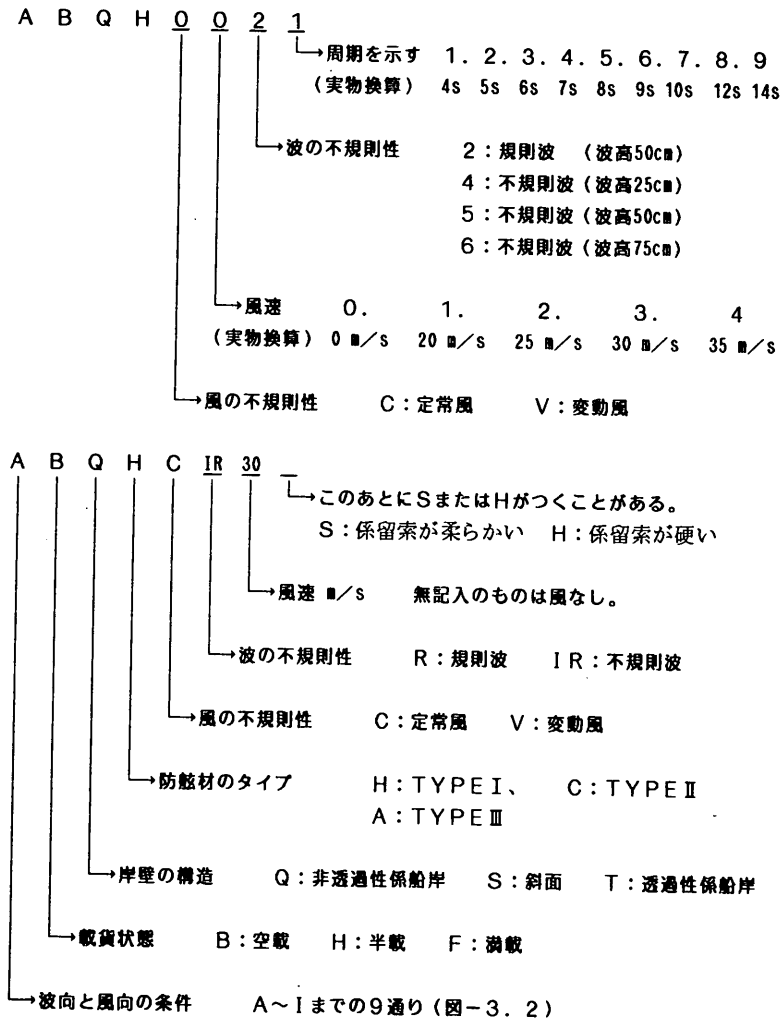 A B Q H 0 0 2 1
→周期を示す 1. 2. 3. 4. 5. 6. 7. 8. 9
(実物換算) 4s 5s 6s 7s 8s 9s 10s 12s 14s
→波の不規則性 2:規則波 (波高50cm)
4:不規則波(波高25cm)
5:不規則波(波高50cm)
6:不規則波(波高75cm)
→風速 0. 1. 2. 3. 4
(実物換算) 0 m/s 20 m/s 25 m/s 30 m/s 35 m/s
→風の不規則性 C:定常風 V:変動風
A B Q H C IR 30 _
→このあとにSまたはHがつくことがある。
S:係留索が柔らかい H:係留索が硬い
→風速 m/s 無記入のものは風なし。
→波の不規則性 R:規則波 IR:不規則波
→風の不規則性 C:定常風 V:変動風
→防舷材のタイプ H:TYPEⅠ、 C:TYPEⅡ
A:TYPEⅢ
→岸壁の構造 Q:非透過性係船岸 S:斜面 T:透過性係船岸
→載貨状態 B:空載 H:半載 F:満載
→波向と風向の条件 A~Iまでの9通り(図-3.2)